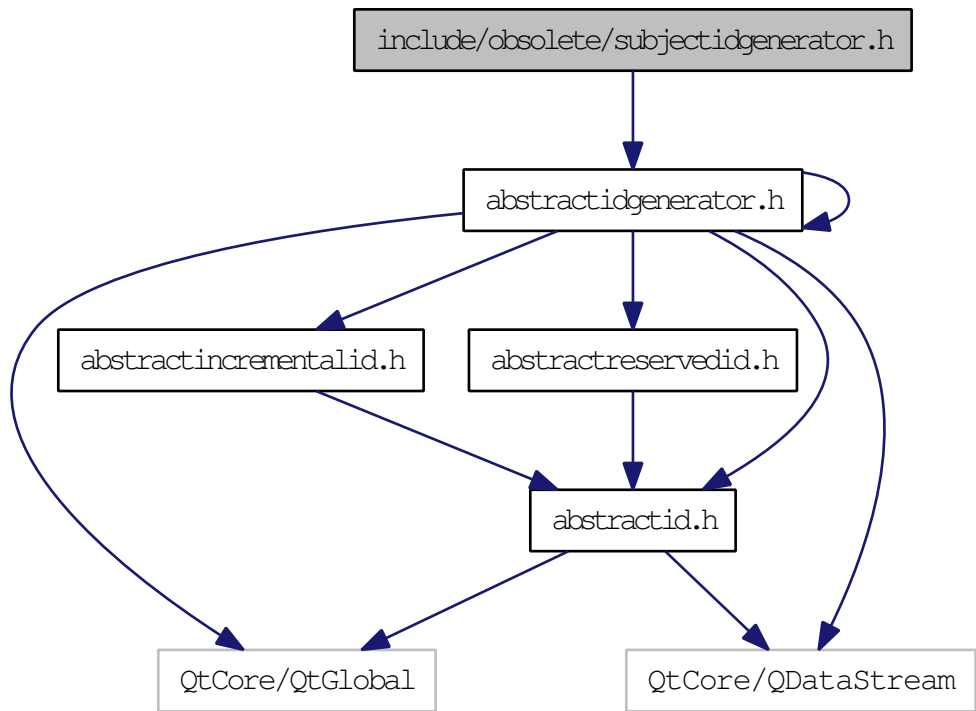 include/obsolete/subjectidgenerator.h
abstractidgenerator.h
abstractincrementalid.h
abstractreservedid.h
abstractid.h
QtCore/QtGlobal
QtCore/QDataStream